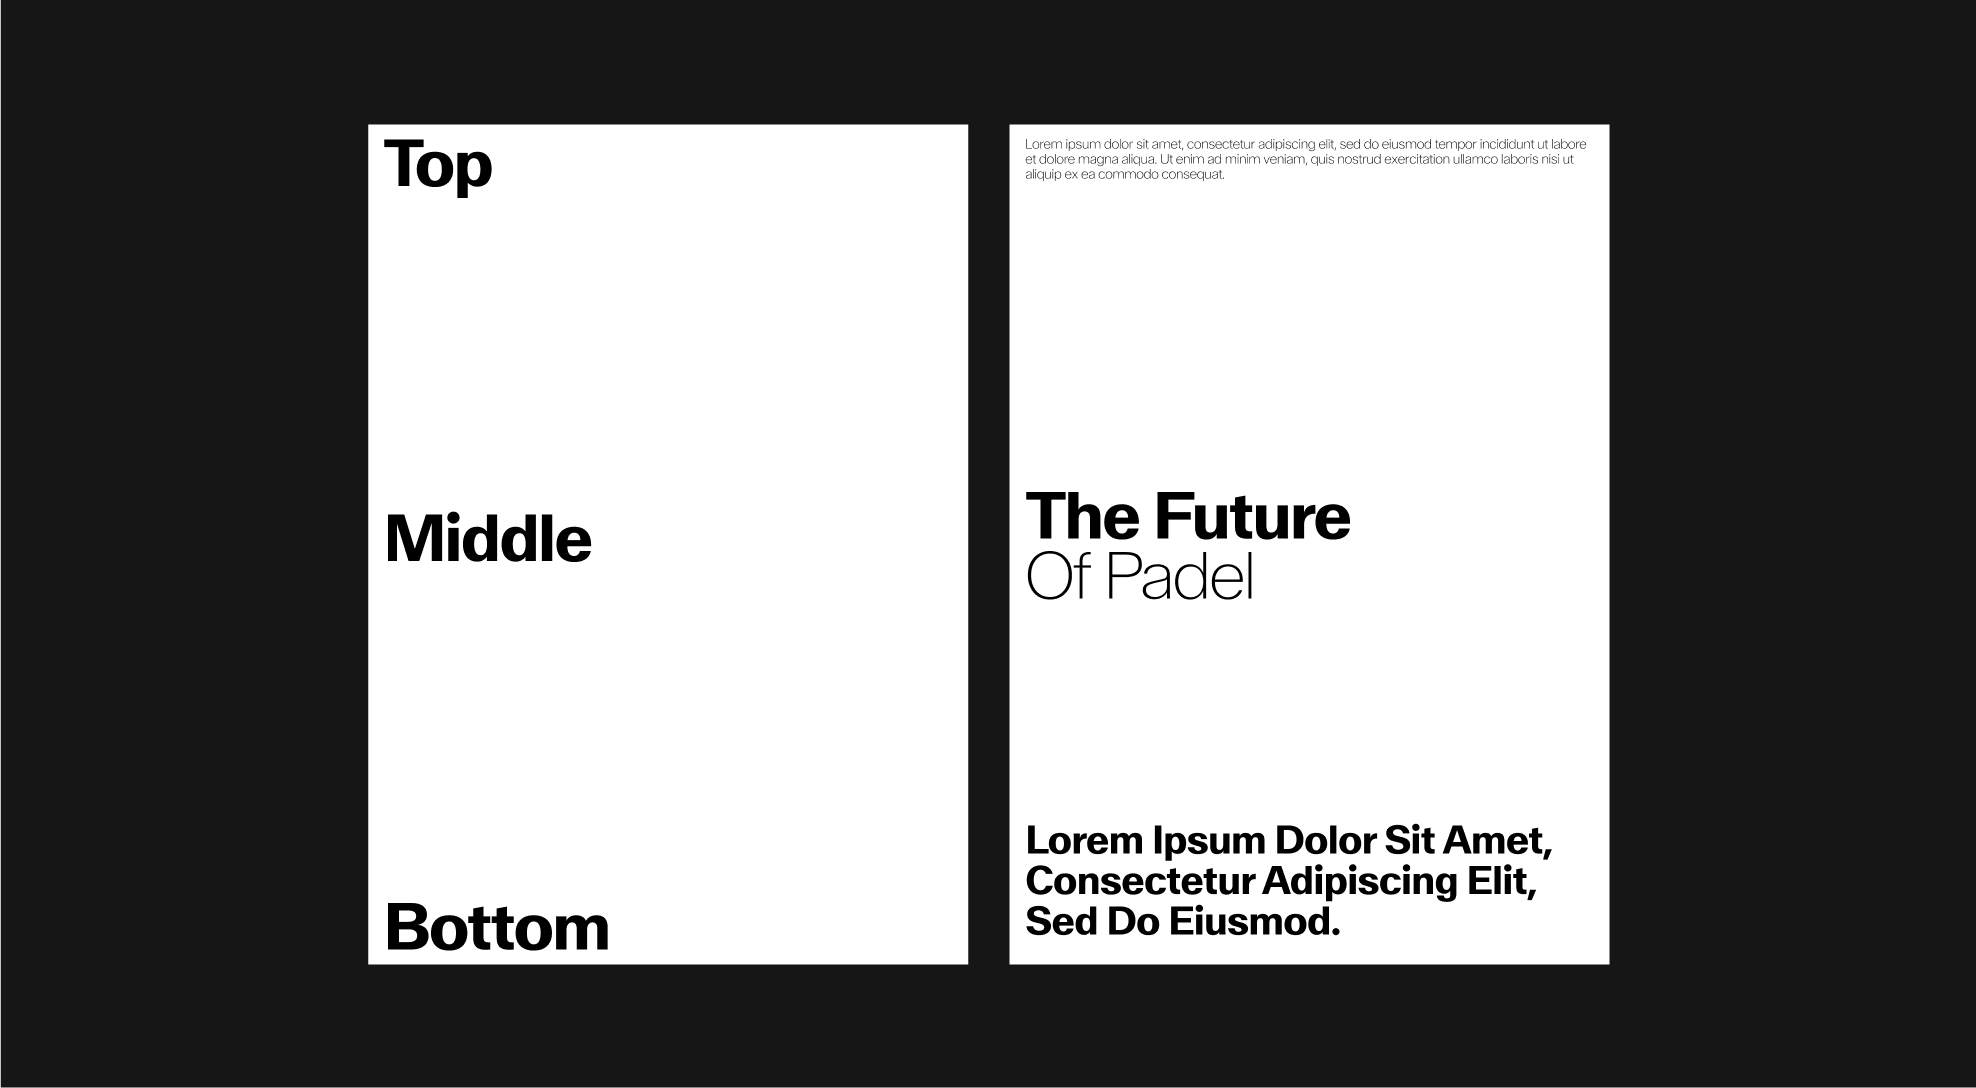 Top
Middle
Bottom
Lorem ipsum dolor sit amet, consectetur adipiscing elit, sed do eiusmod tempor incididunt ut labore
et dolore magna aliqua. Ut enim ad minim veniam, quis nostrud exercitation ullamco laboris nisi ut
aliquip ex ea commodo consequat.
The Future
Of Padel
Lorem Ipsum Dolor Sit Amet,
Consectetur Adipiscing Elit,
Sed Do Eiusmod.